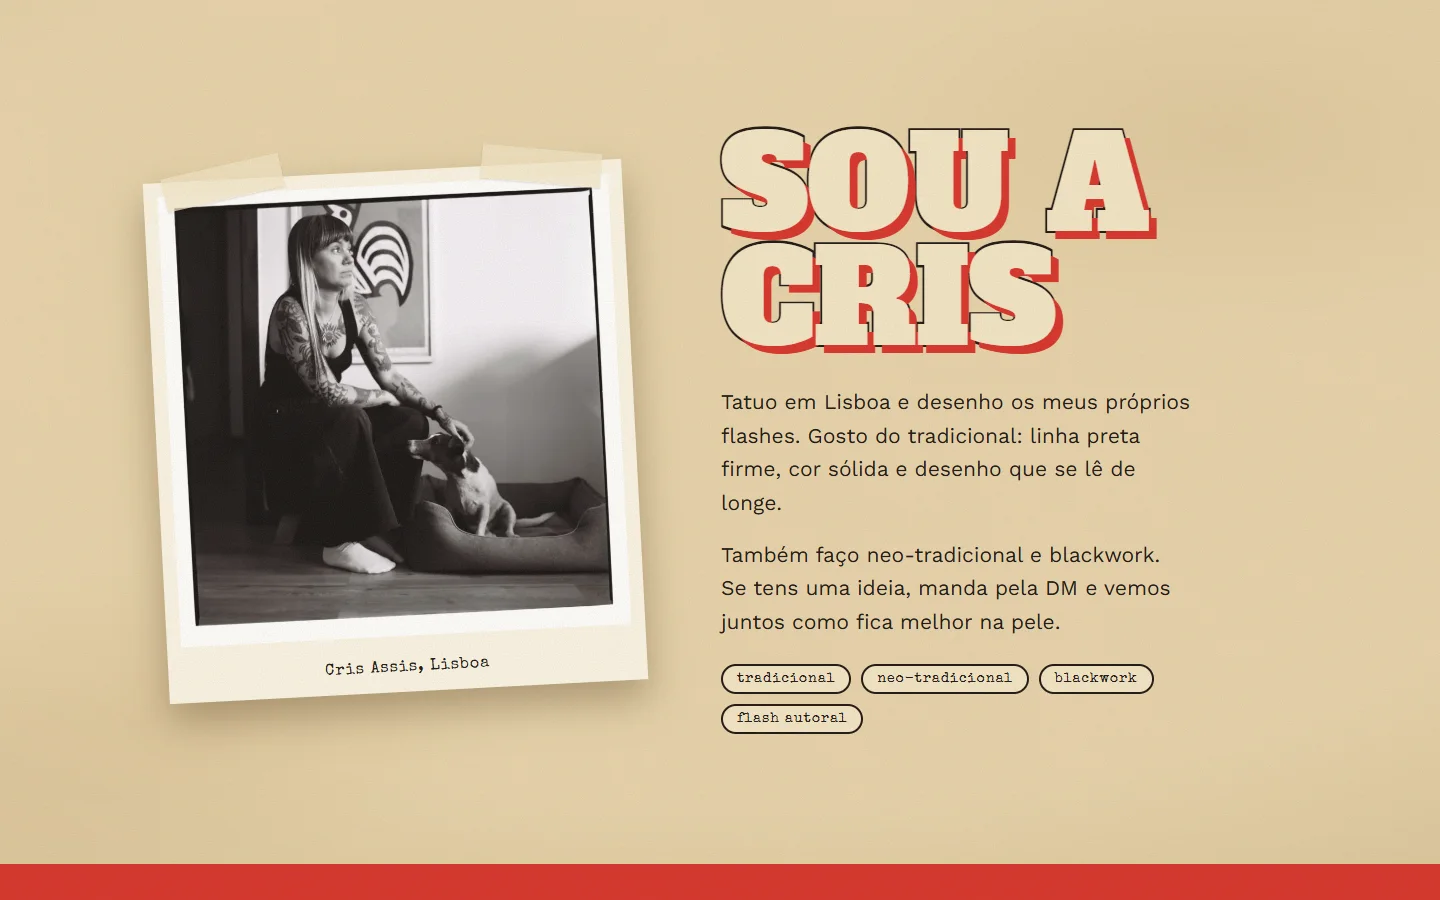 SOU A
CRIS
Tatuo em Lisboa e desenho os meus próprios
flashes. Gosto do tradicional: linha preta
firme, cor sólida e desenho que se lê de
longe.
Também faço neo-tradicional e blackwork.
Se tens uma ideia, manda pela DM e vemos
juntos como fica melhor na pele.
tradicional
neo-tradicional
blackwork
flash autoral
Cris Assis, Lisboa